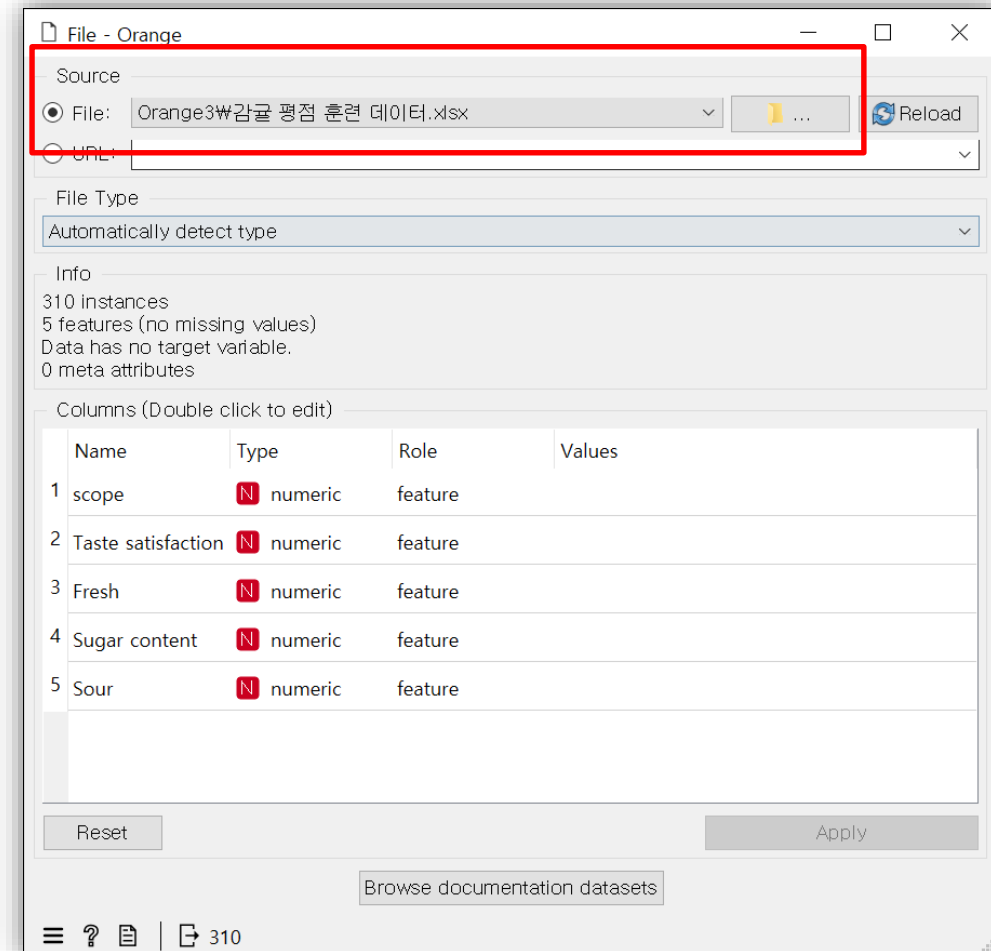 File - Orange
Source
File: Orange3₩감귤 평점 훈련 데이터.xlsx ... Reload
URL:
File Type
Automatically detect type
Info
310 instances
5 features (no missing values)
Data has no target variable.
0 meta attributes
Columns (Double click to edit)
Name Type Role Values
1 scope N numeric feature
2 Taste satisfaction N numeric feature
3 Fresh N numeric feature
4 Sugar content N numeric feature
5 Sour N numeric feature
Reset Apply
Browse documentation datasets
? 310